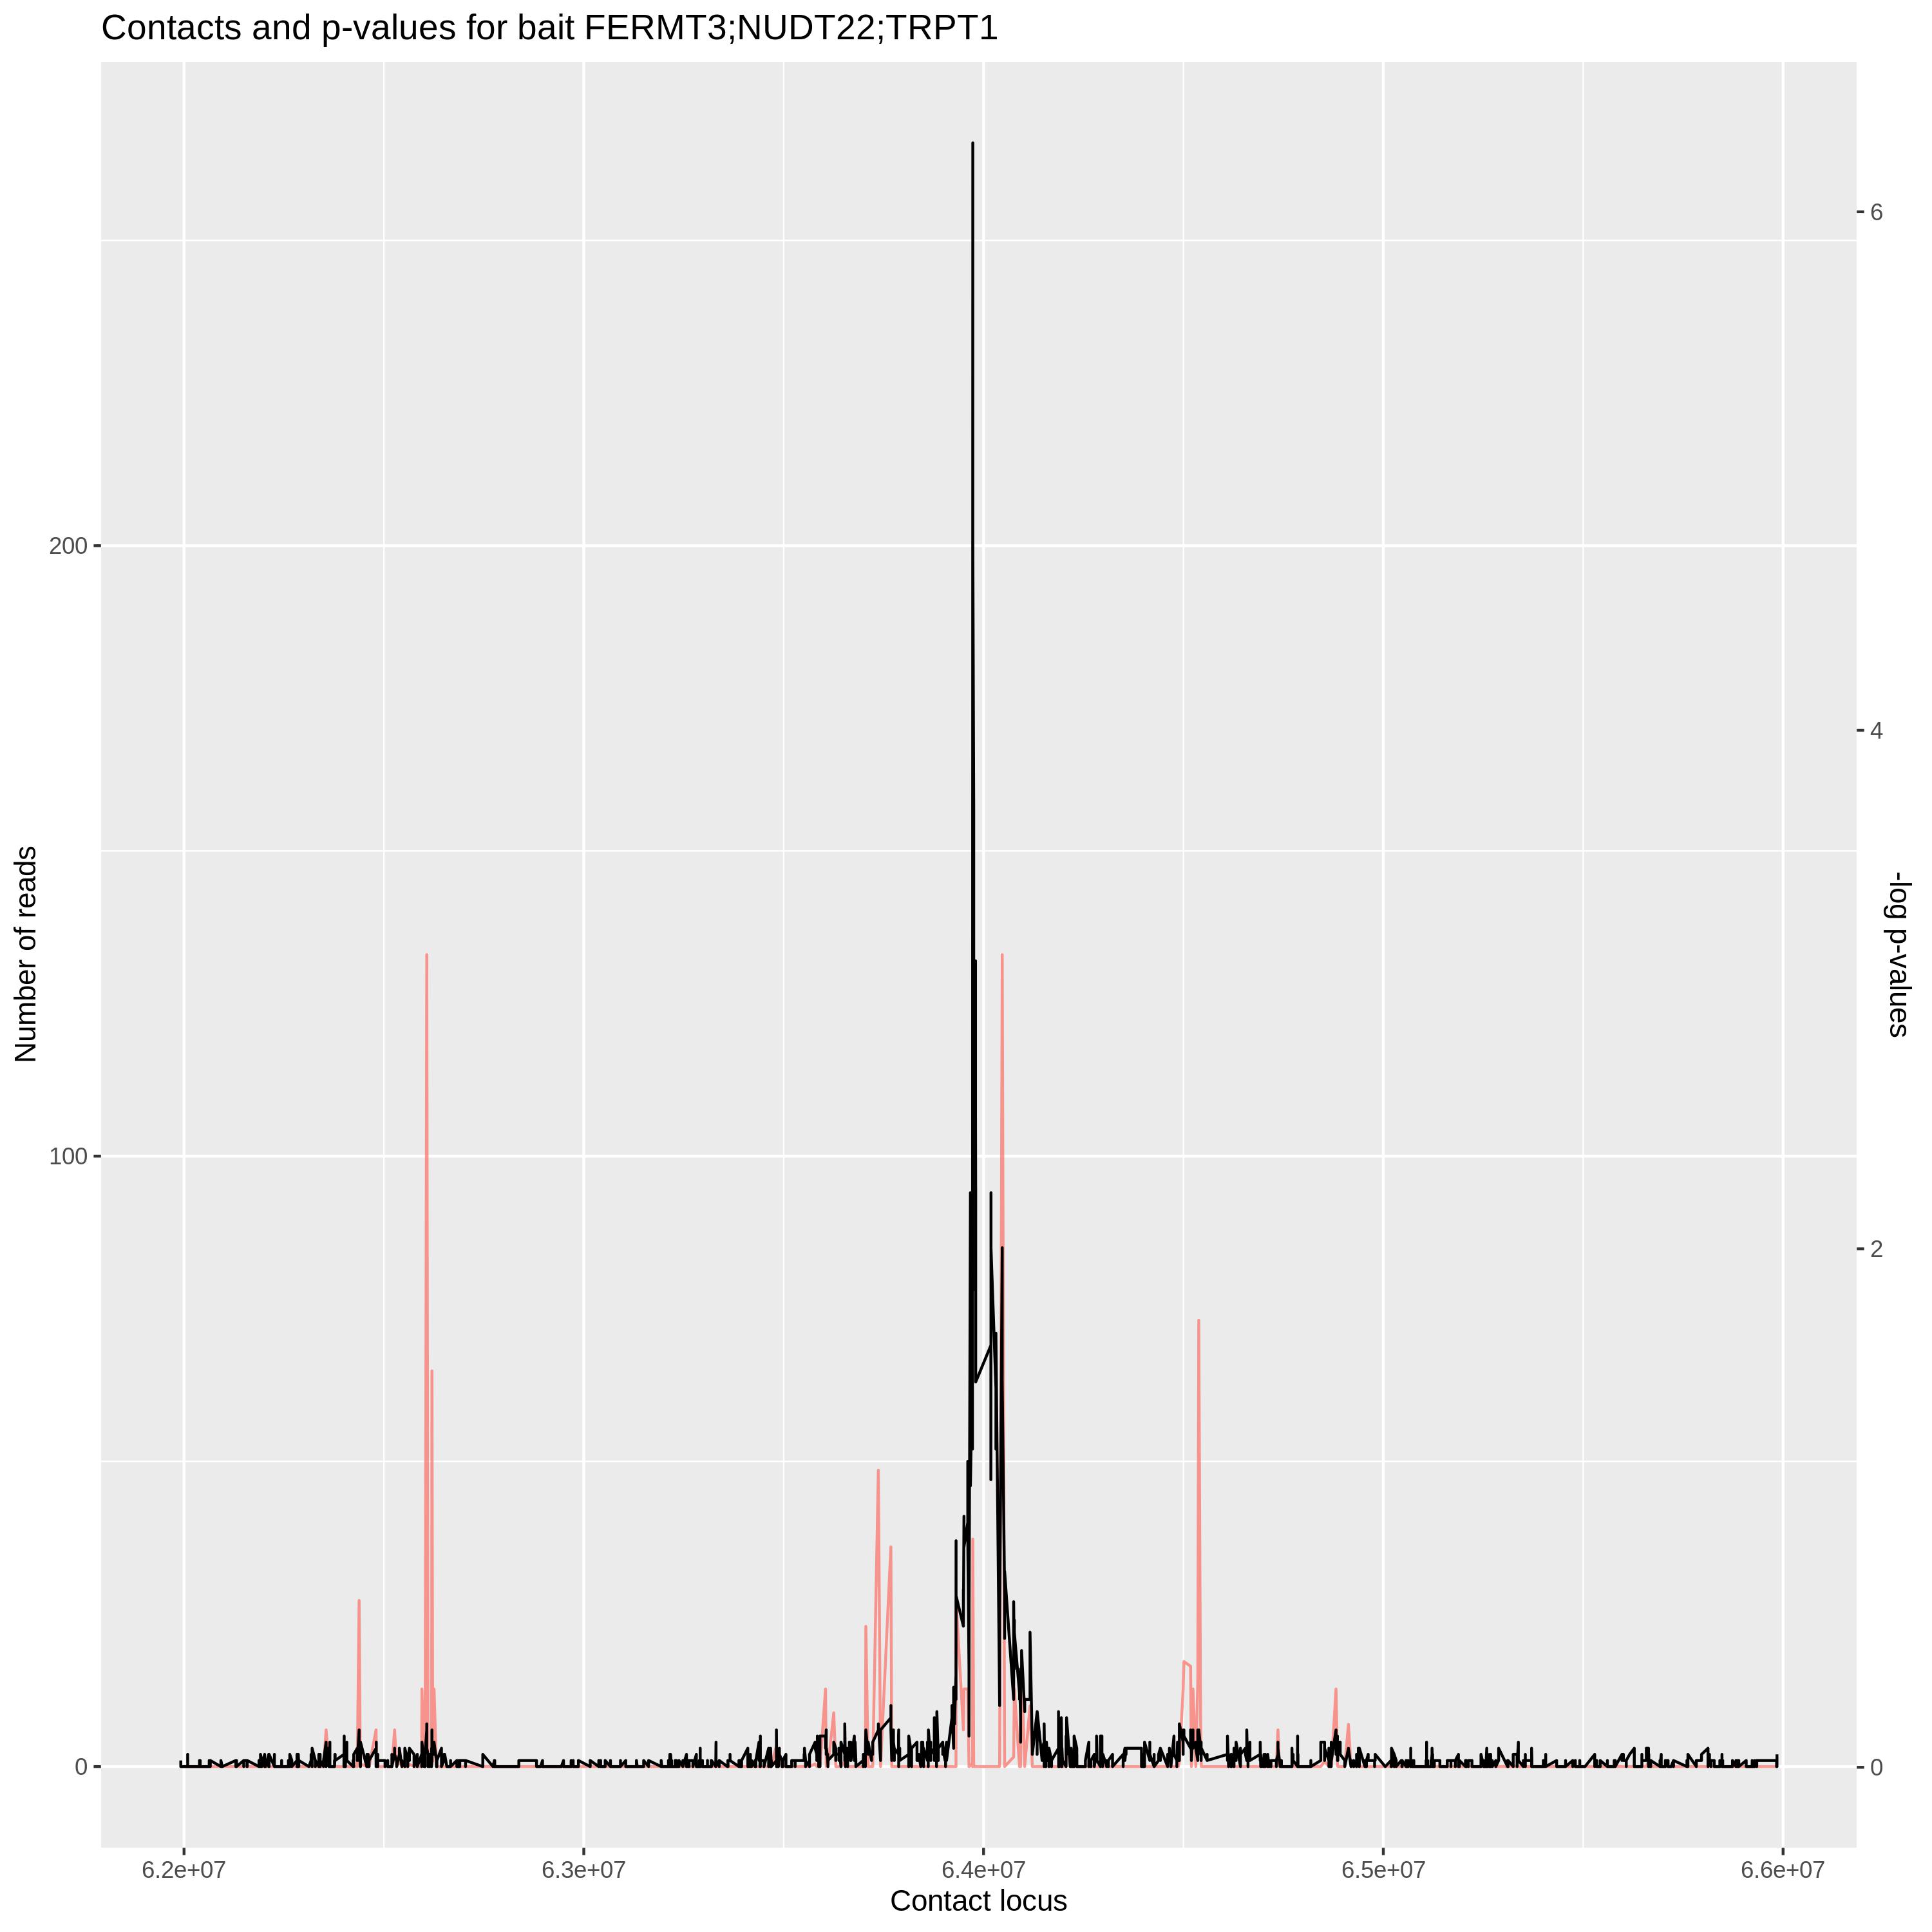 Contacts and p-values for bait FERMT3;NUDT22;TRPT1
6
200
4
Number of reads
-log p-values
100
2
0
0
6.2e+07
6.3e+07
6.4e+07
6.5e+07
6.6e+07
Contact locus